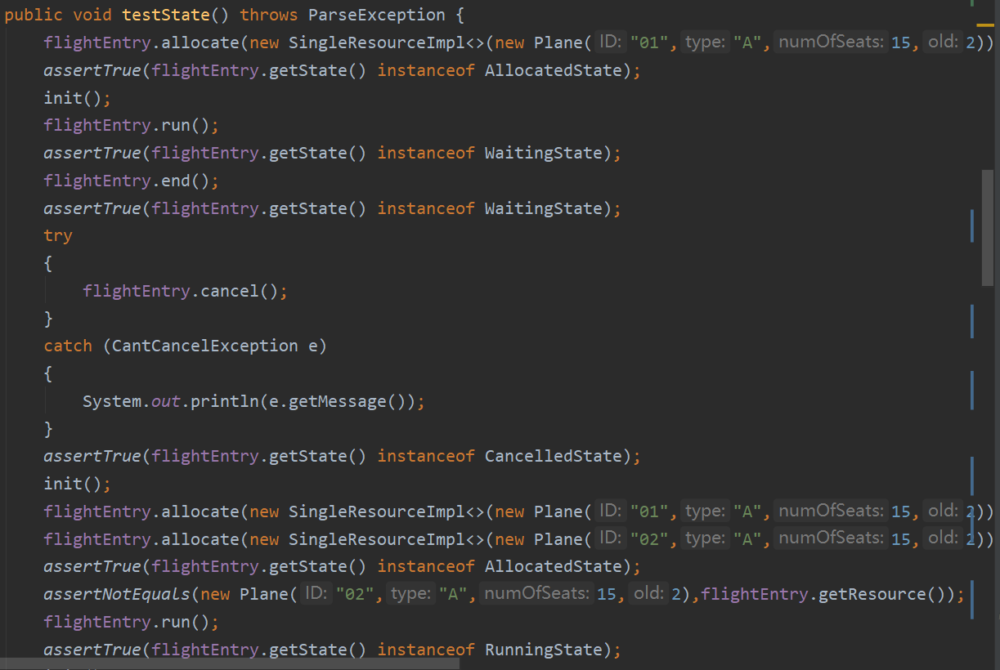 public void testState() throws ParseException {
flightEntry.allocate(new SingleResourceImpl<>(new Plane( ID: "01", type: "A", numOfSeats: 15, old: 2))
assertTrue(flightEntry.getState() instanceof AllocatedState);
init();
flightEntry.run();
assertTrue(flightEntry.getState() instanceof WaitingState);
flightEntry.end();
assertTrue(flightEntry.getState() instanceof WaitingState);
try
{
flightEntry.cancel();
}
catch (CantCancelException e)
{
System.out.println(e.getMessage());
}
assertTrue(flightEntry.getState() instanceof CancelledState);
init();
flightEntry.allocate(new SingleResourceImpl<>(new Plane( ID: "01", type: "A", numOfSeats: 15, old: 2))
flightEntry.allocate(new SingleResourceImpl<>(new Plane( ID: "02", type: "A", numOfSeats: 15, old: 2))
assertTrue(flightEntry.getState() instanceof AllocatedState);
assertNotEquals(new Plane( ID: "02", type: "A", numOfSeats: 15, old: 2),flightEntry.getResource());
flightEntry.run();
assertTrue(flightEntry.getState() instanceof RunningState);